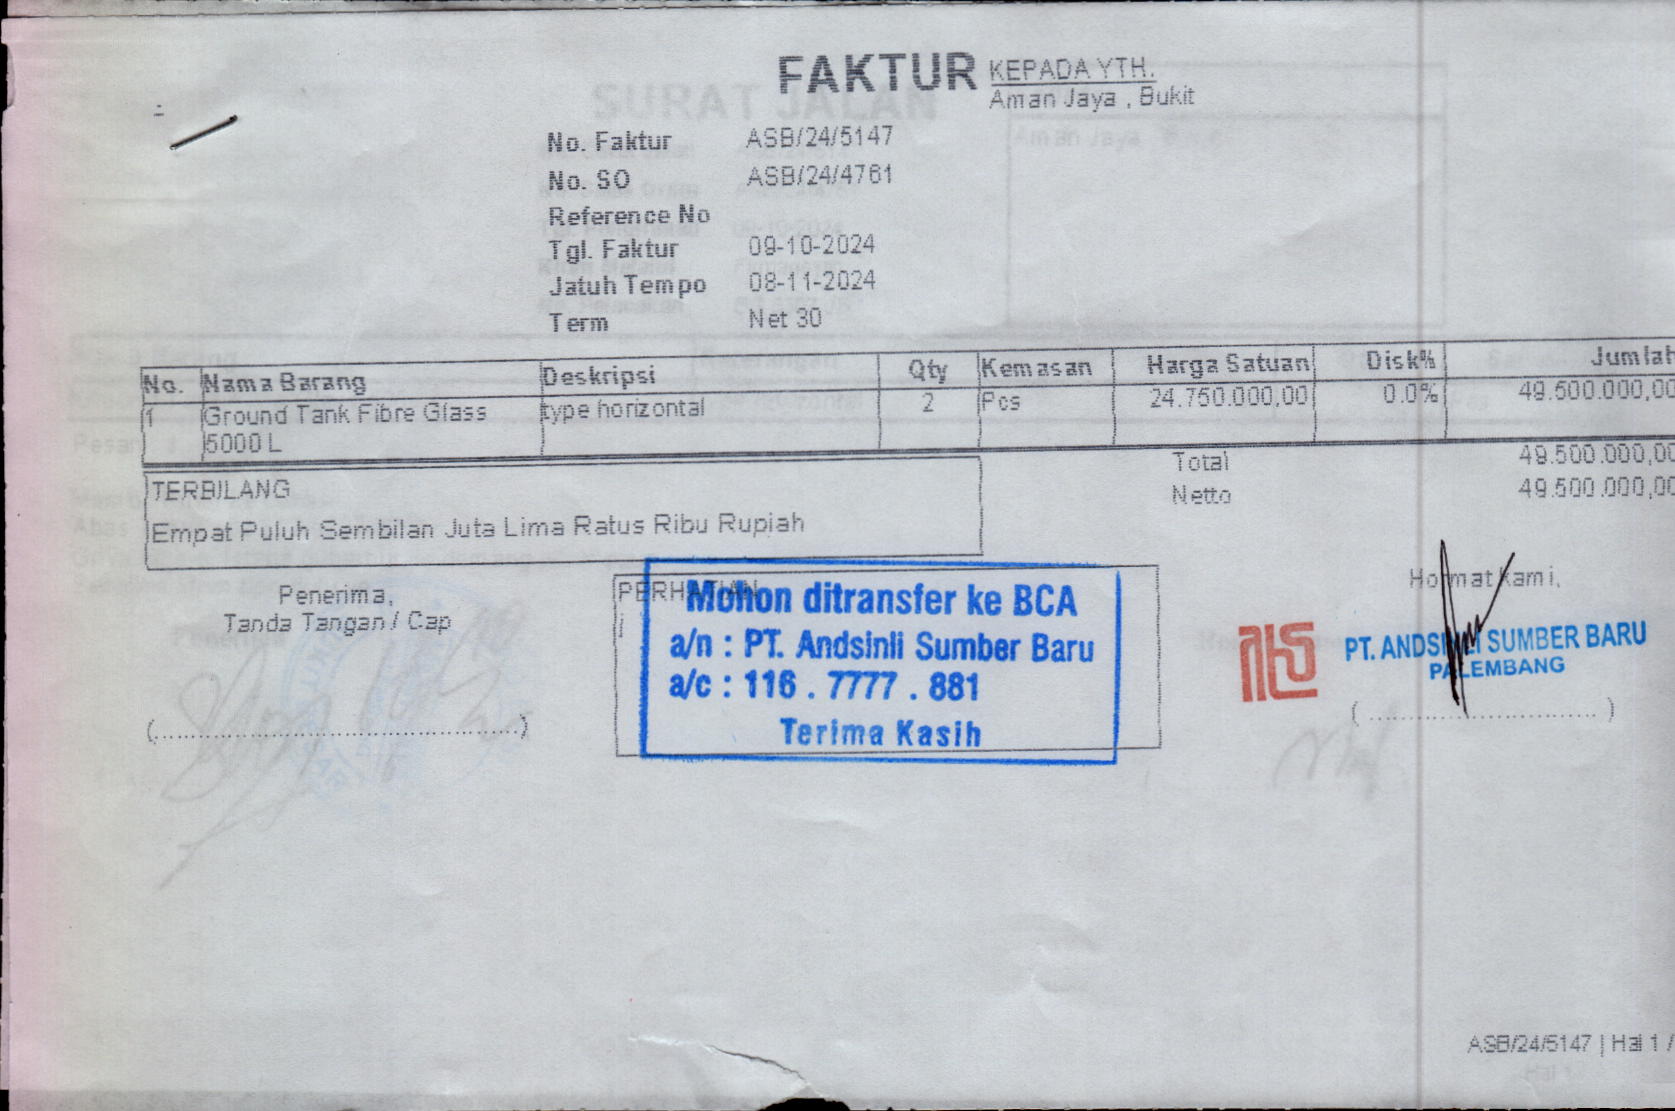 FAKTUR
KEPADA YTH.
Aman Jaya , Bukit
SURAT JALAN
No. Faktur ASB/24/5147
No. SO ASB/24/4761
Reference No
Tgl. Faktur 09-10-2024
Jatuh Tempo 08-11-2024
Term Net 30
No. Nama Barang Deskripsi Qty Kemasan Harga Satuan Disk% Jumlah
1 Ground Tank Fibre Glass type horizontal 2 Pcs 24.750.000,00 0.0% 49.500.000,00
5000 L
Total 49.500.000,00
Netto 49.500.000,00
TERBILANG
Empat Puluh Sembilan Juta Lima Ratus Ribu Rupiah
Penerima,
Tanda Tangan / Cap
(........................................................)
PERHATIAN
Mohon ditransfer ke BCA
a/n : PT. Andsinli Sumber Baru
a/c : 116 . 7777 . 881
Terima Kasih
Hormat Kami,
PT. ANDSINLI SUMBER BARU
PALEMBANG
( .................................. )
ASB/24/5147 | Hal 1 /